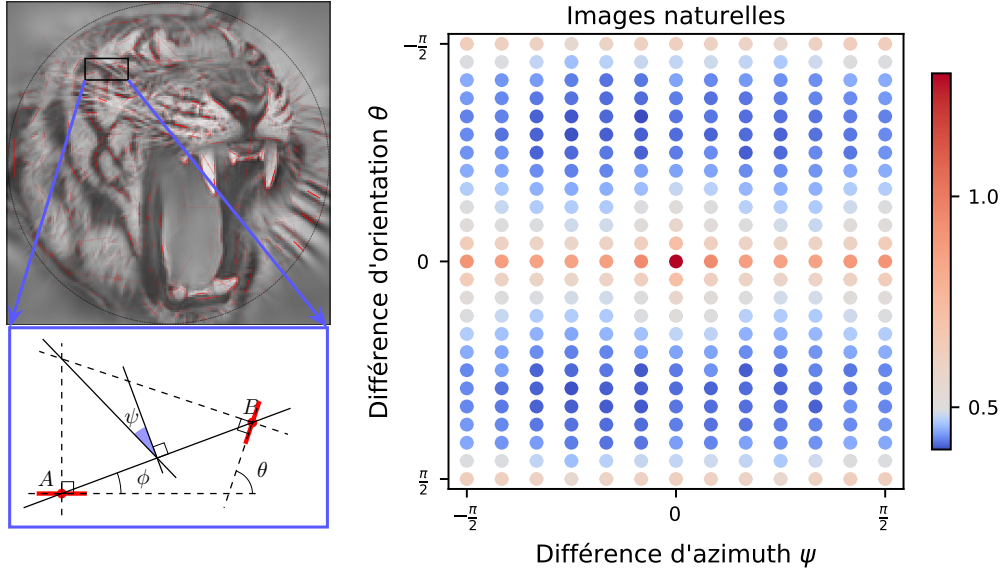 Images naturelles
Différence d'orientation θ
−π/2
0
π/2
−π/2
0
π/2
Différence d'azimuth ψ
1.0
0.5
ψ
B
A
ϕ
θ